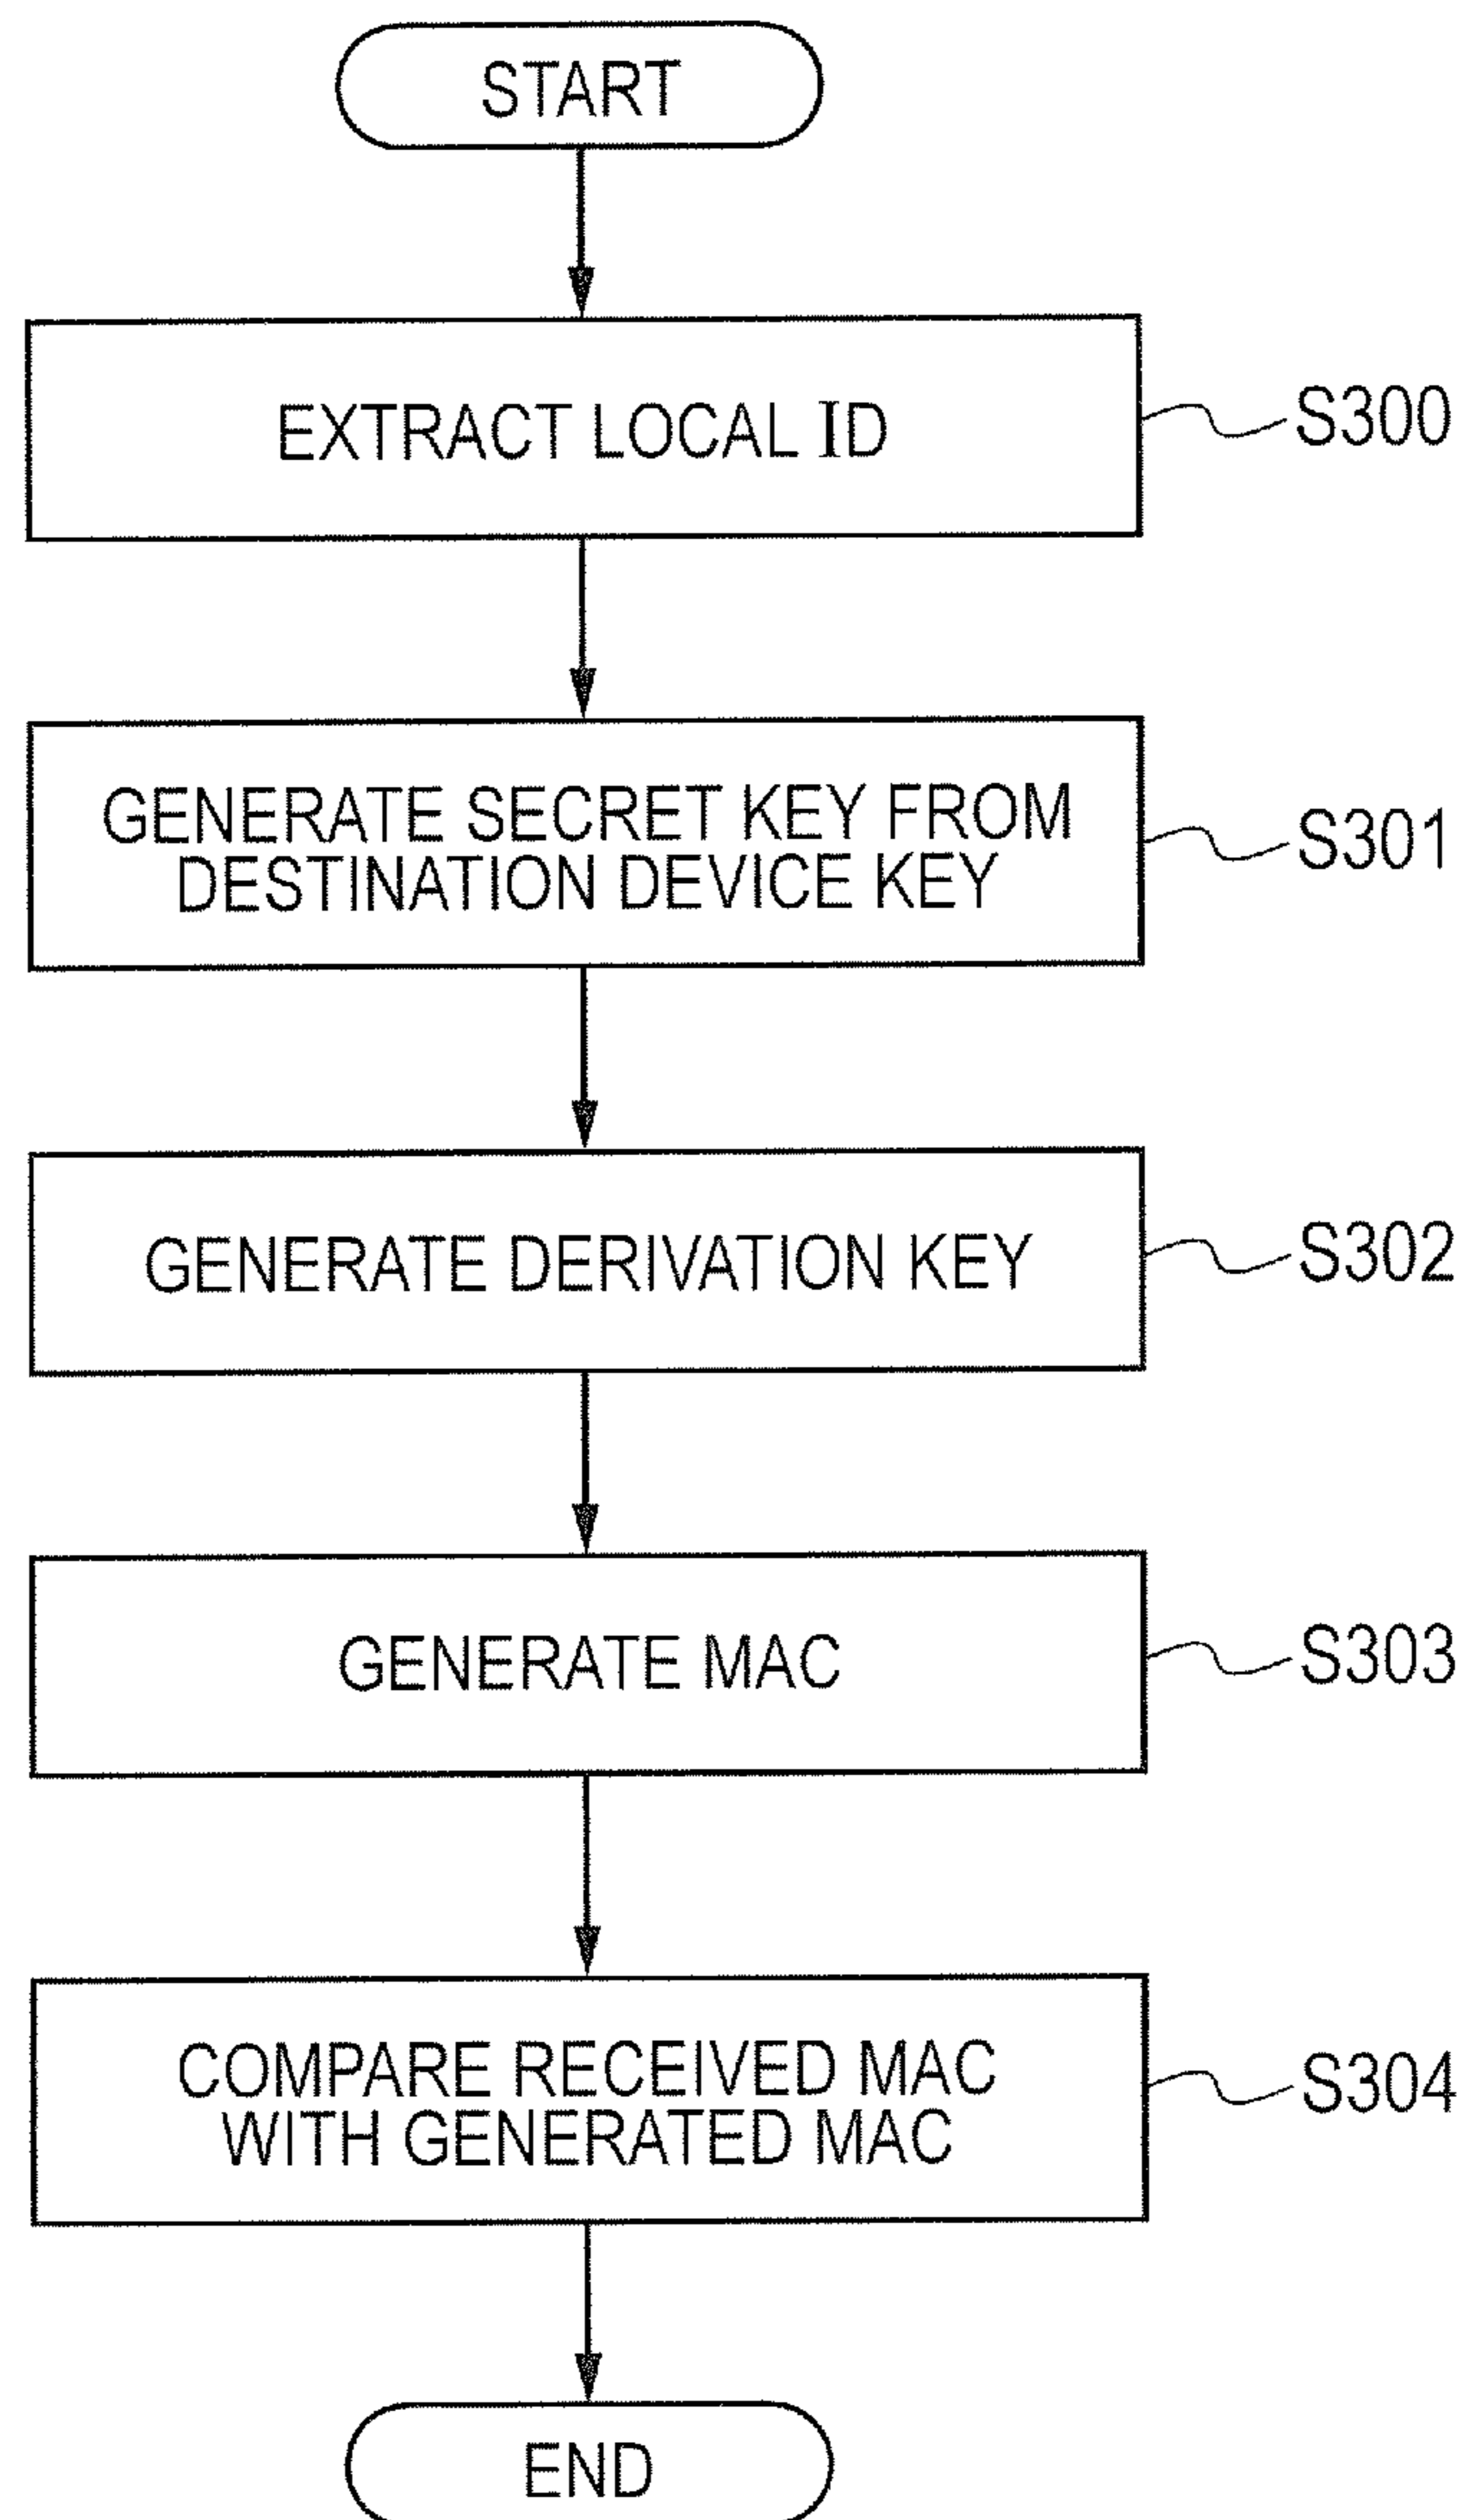 START
EXTRACT LOCAL ID
S300
GENERATE SECRET KEY FROM
DESTINATION DEVICE KEY
S301
GENERATE DERIVATION KEY
S302
GENERATE MAC
S303
COMPARE RECEIVED MAC
WITH GENERATED MAC
S304
END